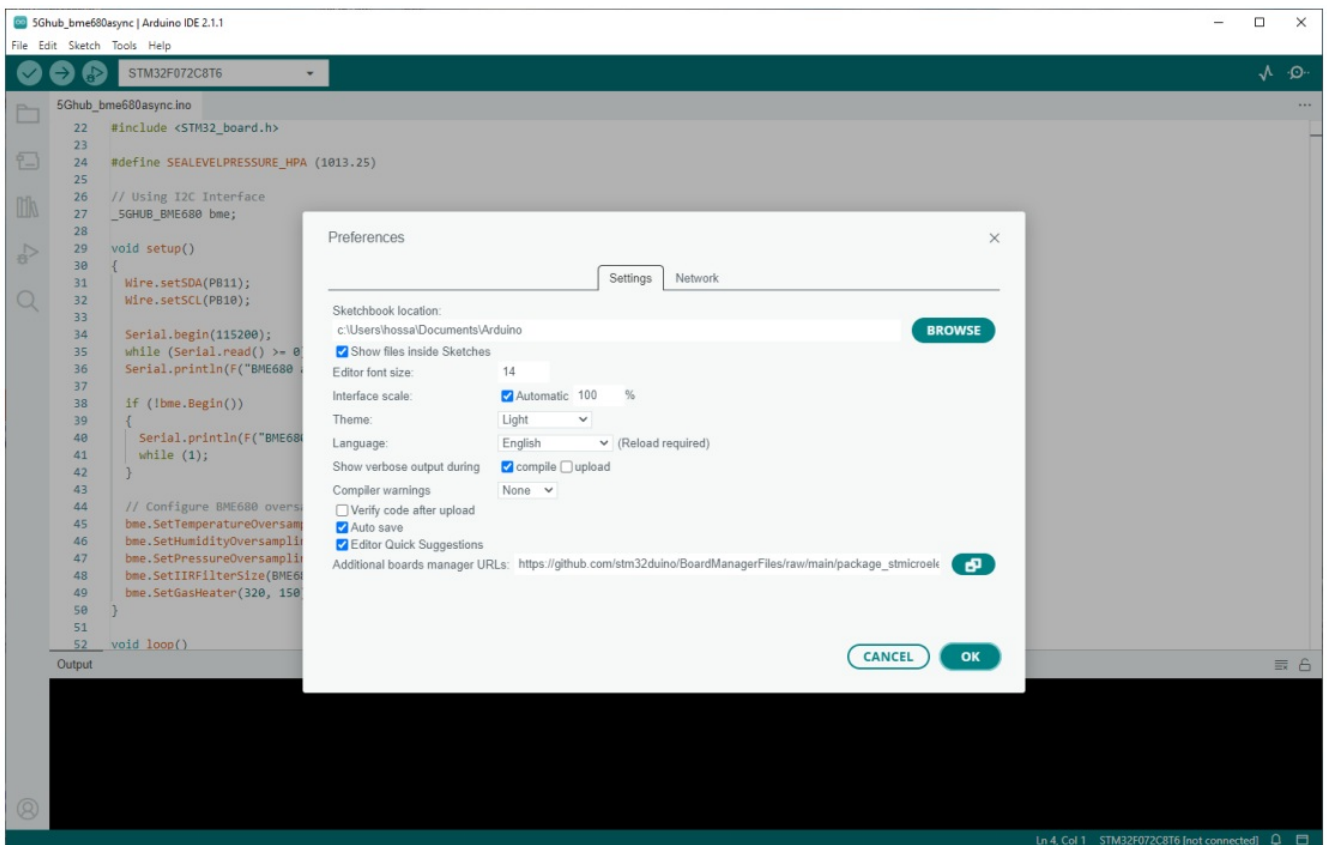 5Ghub_bme680async | Arduino IDE 2.1.1
File Edit Sketch Tools Help
STM32F072C8T6
5Ghub_bme680async.ino
22 #include <STM32_board.h>
23
24 #define SEALEVELPRESSURE_HPA (1013.25)
25
26 // Using I2C Interface
27 _5GHUB_BME680 bme;
28
29 void setup()
30 {
31 Wire.setSDA(PB11);
32 Wire.setSCL(PB10);
33
34 Serial.begin(115200);
35 while (Serial.read() >= 0
36 Serial.println(F("BME680
37
38 if (!bme.Begin())
39 {
40 Serial.println(F("BME68
41 while (1);
42 }
43
44 // Configure BME680 overs
45 bme.SetTemperatureOversamp
46 bme.SetHumidityOversamplin
47 bme.SetPressureOversamplin
48 bme.SetIIRFilterSize(BME6
49 bme.SetGasHeater(320, 150
50 }
51
52 void loop()
Preferences
Settings Network
Sketchbook location:
c:\Users\hossa\Documents\Arduino BROWSE
Show files inside Sketches
Editor font size: 14
Interface scale: Automatic 100 %
Theme: Light
Language: English (Reload required)
Show verbose output during compile upload
Compiler warnings None
Verify code after upload
Auto save
Editor Quick Suggestions
Additional boards manager URLs: https://github.com/stm32duino/BoardManagerFiles/raw/main/package_stmicroele
CANCEL OK
Output
Ln 4, Col 1 STM32F072C8T6 [not connected]